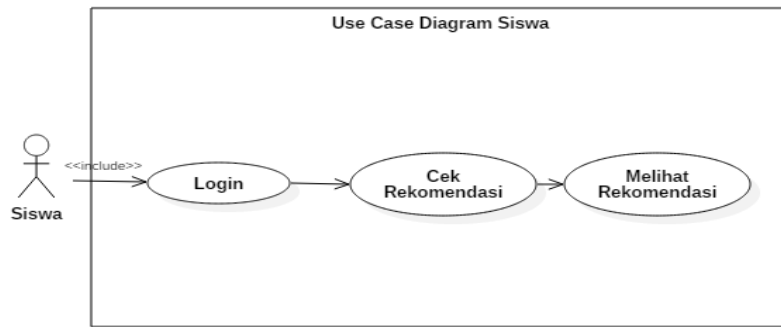 Use Case Diagram Siswa
<<include>>
Siswa
Login
Cek
Rekomendasi
Melihat
Rekomendasi